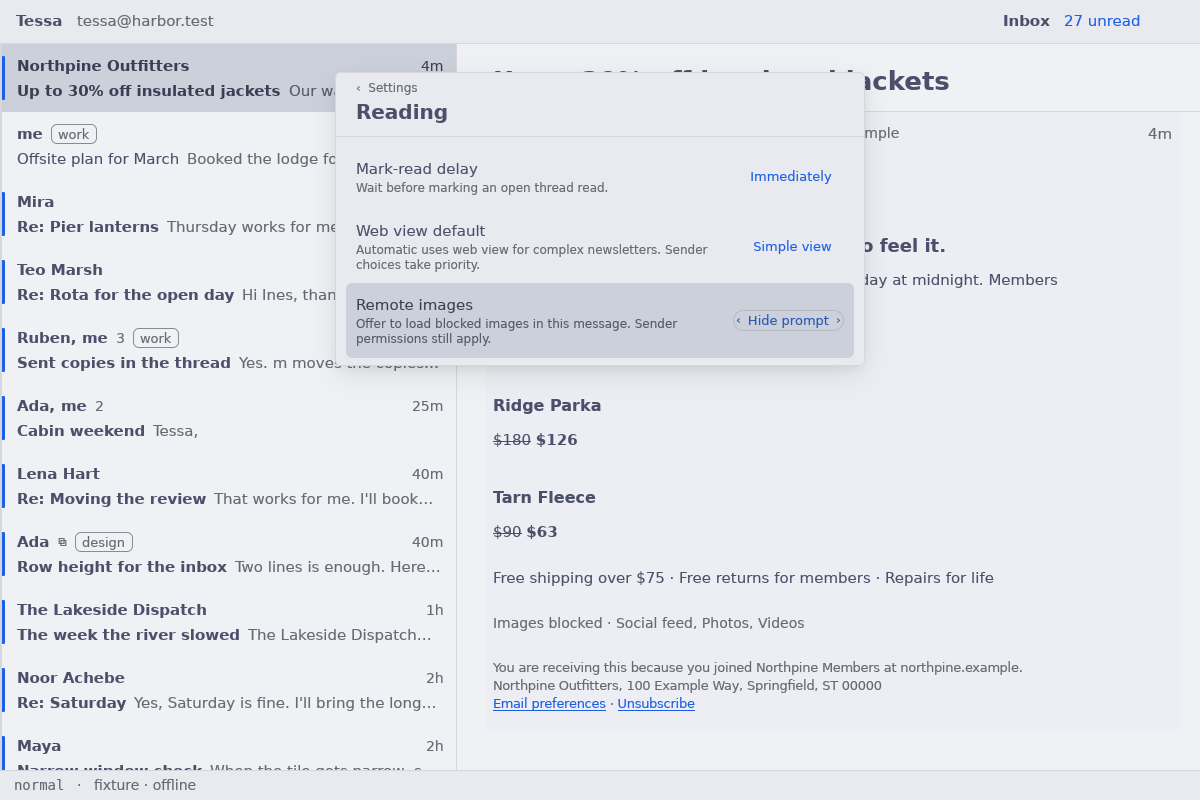 Tessa tessa@harbor.test
Inbox 27 unread
Northpine Outfitters 4m
Up to 30% off insulated jackets Our
me work
Offsite plan for March Booked the lodge
Mira
Re: Pier lanterns Thursday works for
Teo Marsh
Re: Rota for the open day Hi Ines,
Ruben, me 3 work
Sent copies in the thread Yes. m moves the copies…
Ada, me 2 25m
Cabin weekend Tessa,
Lena Hart 40m
Re: Moving the review That works for me. I'll book…
Ada design 40m
Row height for the inbox Two lines is enough. Here…
The Lakeside Dispatch 1h
The week the river slowed The Lakeside Dispatch…
Noor Achebe 2h
Re: Saturday Yes, Saturday is fine. I'll bring the long…
Maya 2h
Narrow window check When the tile gets narrow,
‹ Settings
Reading
Mark-read delay
Wait before marking an open thread read.
Immediately
Web view default
Automatic uses web view for complex newsletters. Sender
choices take priority.
Simple view
Remote images
Offer to load blocked images in this message. Sender
permissions still apply.
‹ Hide prompt ›
jackets
4m
feel it.
at midnight. Members
Ridge Parka
$180 $126
Tarn Fleece
$90 $63
Free shipping over $75 · Free returns for members · Repairs for life
Images blocked · Social feed, Photos, Videos
You are receiving this because you joined Northpine Members at northpine.example.
Northpine Outfitters, 100 Example Way, Springfield, ST 00000
Email preferences · Unsubscribe
normal · fixture · offline